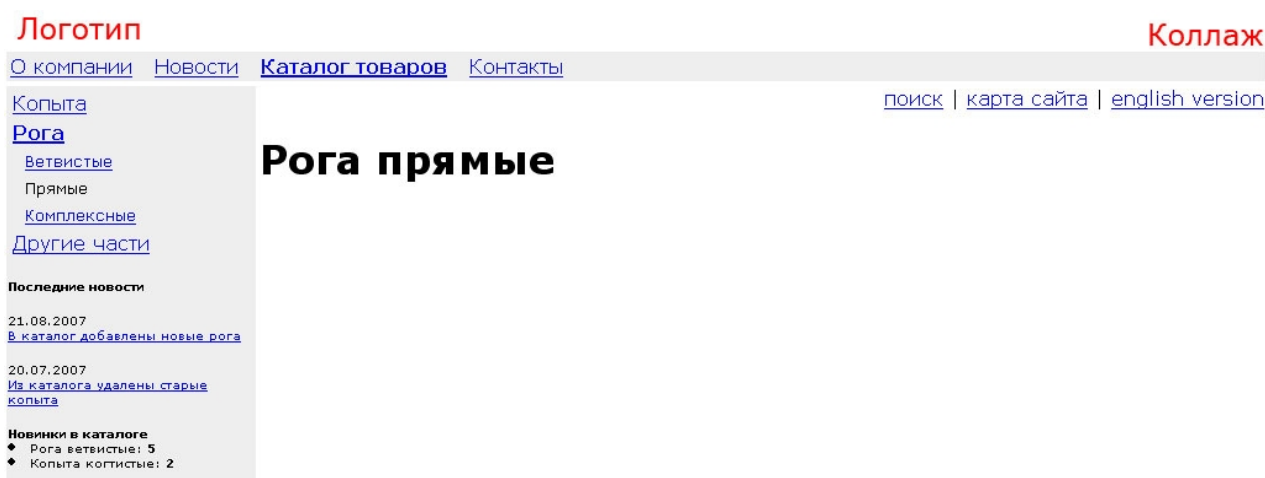 Логотип
Коллаж
О компании Новости Каталог товаров Контакты
поиск | карта сайта | english version
Копыта
Рога
Ветвистые
Прямые
Комплексные
Другие части
Рога прямые
Последние новости
21.08.2007
В каталог добавлены новые рога
20.07.2007
Из каталога удалены старые
копыта
Новинки в каталоге
◆ Рога ветвистые: 5
◆ Копыта когтистые: 2